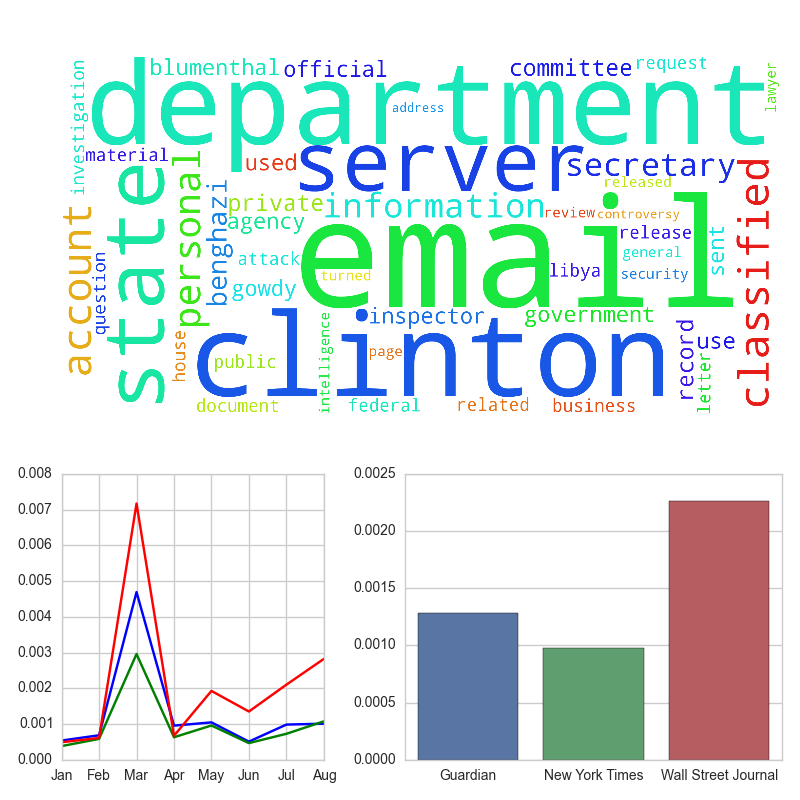 department
blumenthal
official
committee
request
lawyer
investigation
address
material
used
server
secretary
state
personal
private
information
released
classified
account
question
benghazi
agency
review
controversy
release
sent
attack
gowdy
turned
email
libya
general
security
house
public
intelligence
inspector
government
page
clinton
record
use
letter
document
federal
related
business
0.008
0.007
0.006
0.005
0.004
0.003
0.002
0.001
0.000
Jan Feb Mar Apr May Jun Jul Aug
0.0025
0.0020
0.0015
0.0010
0.0005
0.0000
Guardian New York Times Wall Street Journal